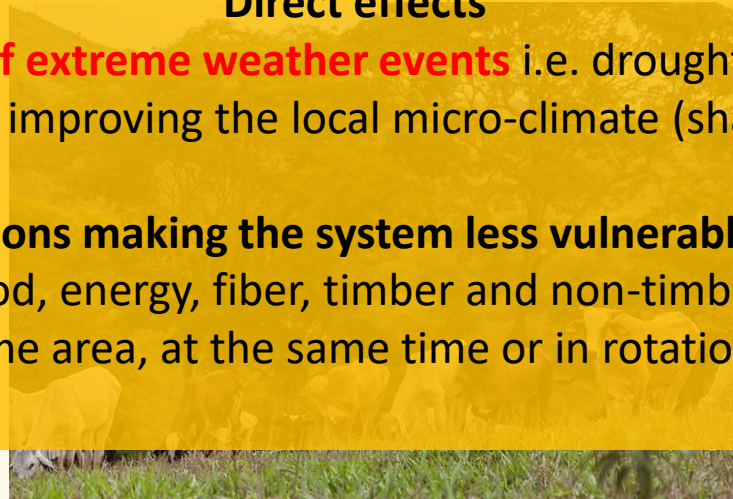 Direct effects
f extreme weather events i.e. drought
improving the local micro-climate (sha
ons making the system less vulnerabl
od, energy, fiber, timber and non-timb
ne area, at the same time or in rotatio